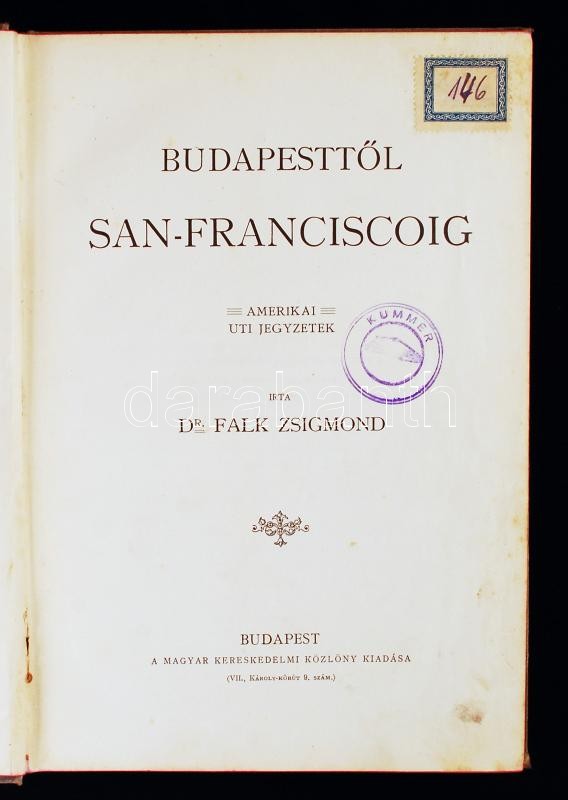 146
BUDAPESTTŐL
SAN-FRANCISCOIG
AMERIKAI
UTI JEGYZETEK
KUMMER
IRTA
DR. FALK ZSIGMOND
darabanth
BUDAPEST
A MAGYAR KERESKEDELMI KÖZLÖNY KIADÁSA
(VII., KÁROLY-KÖRÚT 9. SZÁM.)